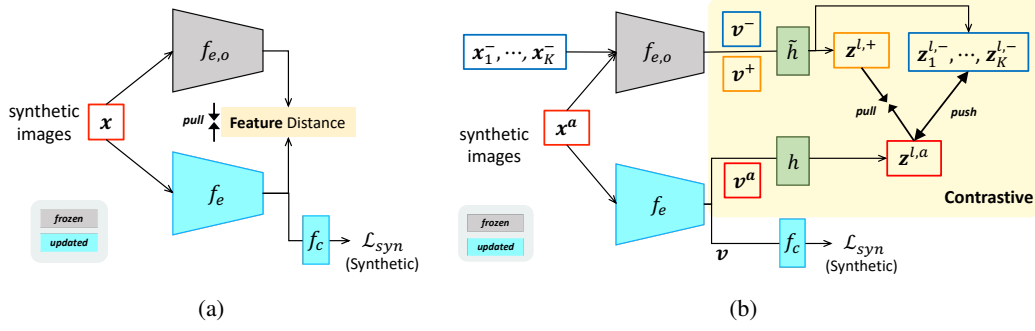 f_{e,o}
synthetic
images
x
pull
Feature Distance
f_e
frozen
updated
f_c
ℒ_{syn}
(Synthetic)
(a)
x_1^-, ⋯, x_K^-
f_{e,o}
v^-
v^+
h̃
z^{l,+}
z_1^{l,-}, ⋯, z_K^{l,-}
pull
push
synthetic
images
x^a
f_e
v^a
h
z^{l,a}
Contrastive
frozen
updated
v
f_c
ℒ_{syn}
(Synthetic)
(b)